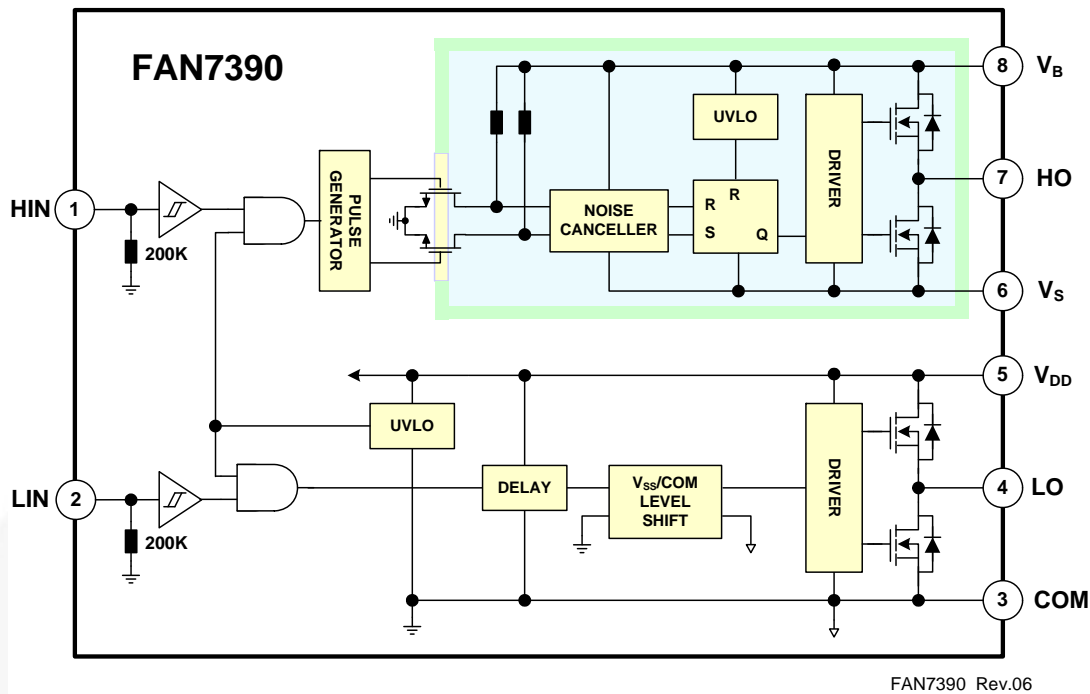 FAN7390
8 V_B
UVLO
DRIVER
7 HO
HIN 1
PULSE
GENERATOR
NOISE
CANCELLER
R
R
S
Q
200K
6 V_S
5 V_DD
UVLO
LIN 2
DELAY
V_SS/COM
LEVEL
SHIFT
DRIVER
4 LO
200K
3 COM
FAN7390 Rev.06